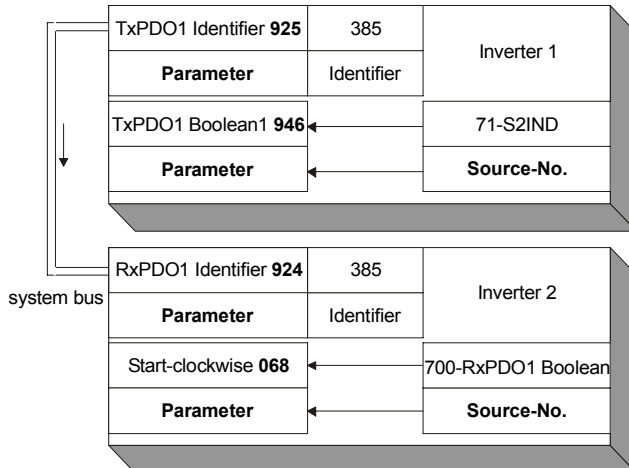 TxPDO1 Identifier 925
385
Inverter 1
Parameter
Identifier
TxPDO1 Boolean1 946
71-S2IND
Parameter
Source-No.
system bus
RxPDO1 Identifier 924
385
Inverter 2
Parameter
Identifier
Start-clockwise 068
700-RxPDO1 Boolean
Parameter
Source-No.